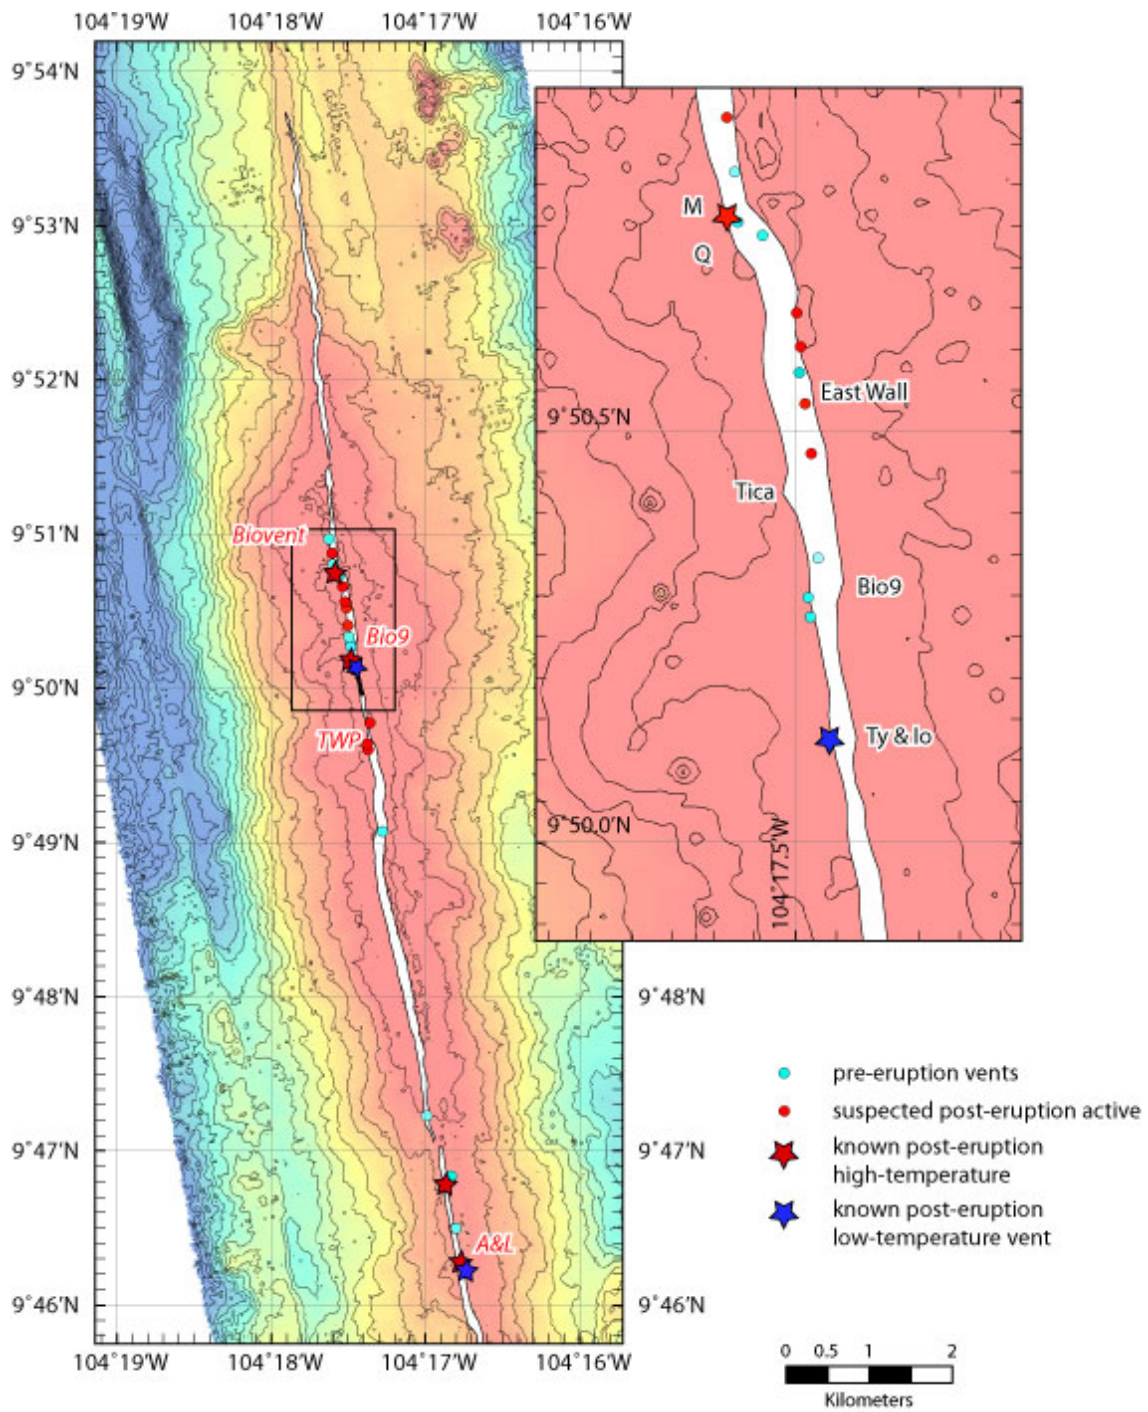 104˚19'W 104˚18'W 104˚17'W 104˚16'W
9˚54'N
9˚53'N
9˚52'N
9˚51'N
9˚50'N
9˚49'N
9˚48'N
9˚47'N
9˚46'N
Biovent
Bio9
TWP
A&L
M
Q
East Wall
9˚50.5'N
Tica
Bio9
Ty & Io
9˚50.0'N
104˚17.5'W
9˚48'N
9˚47'N
9˚46'N
104˚19'W 104˚18'W 104˚17'W 104˚16'W
pre-eruption vents
suspected post-eruption active
known post-eruption
high-temperature
known post-eruption
low-temperature vent
0 0.5 1 2
Kilometers